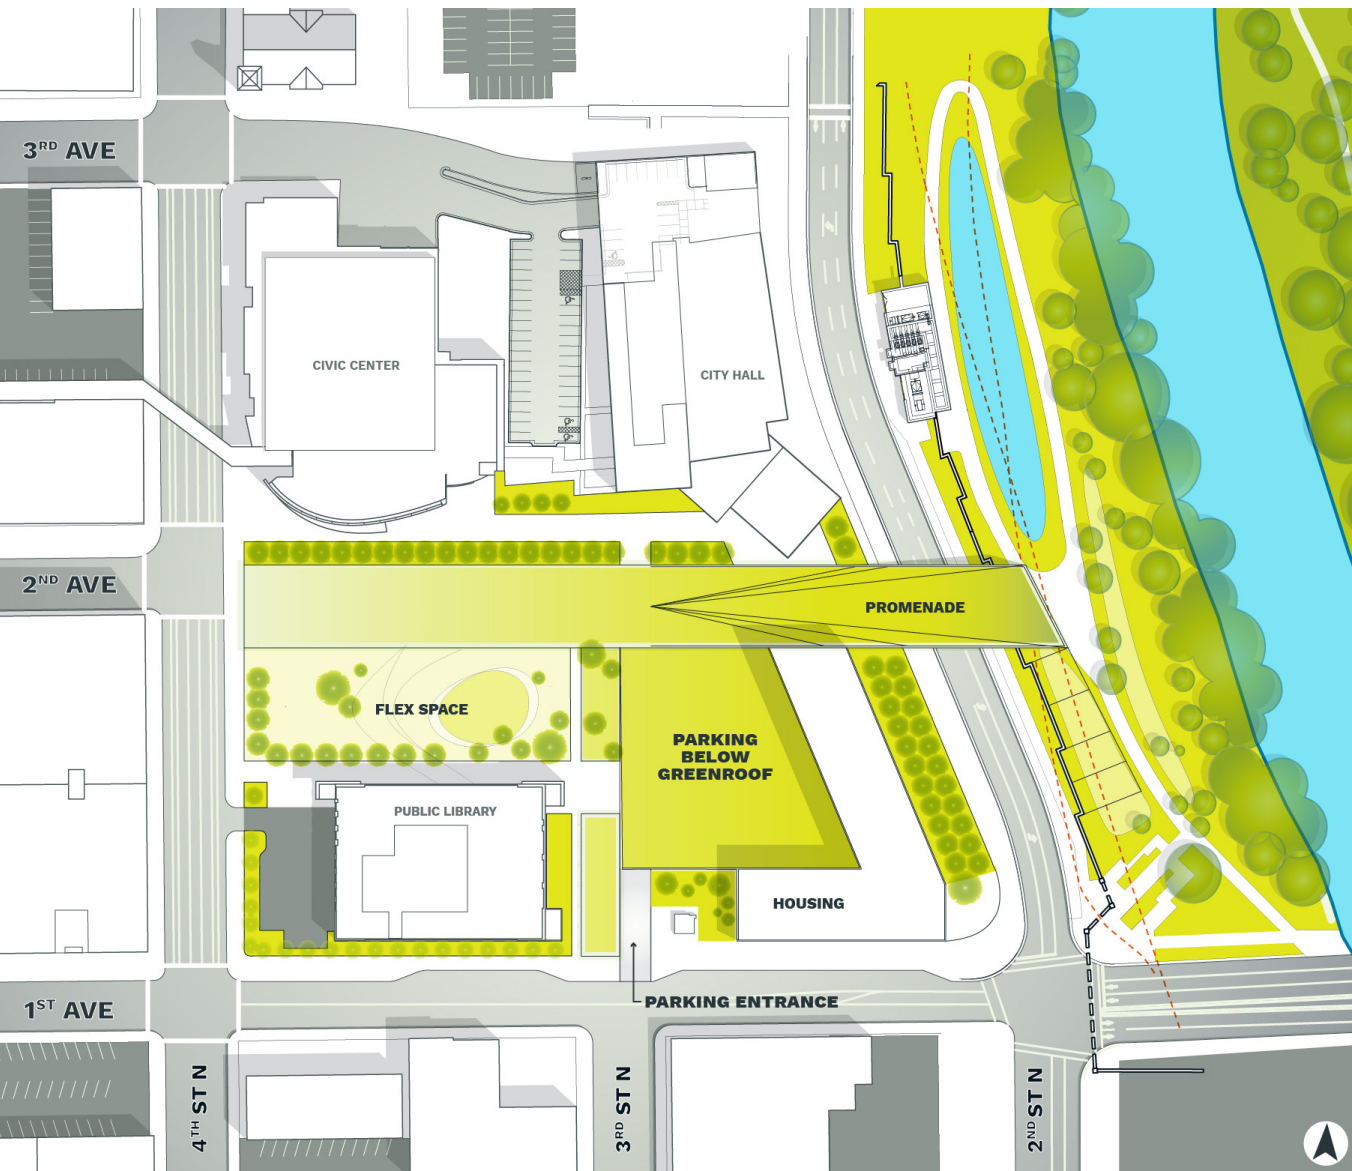 3RD AVE
CIVIC CENTER
CITY HALL
2ND AVE
PROMENADE
FLEX SPACE
PARKING
BELOW
GREENROOF
PUBLIC LIBRARY
HOUSING
1ST AVE
PARKING ENTRANCE
4TH ST N
3RD ST N
2ND ST N